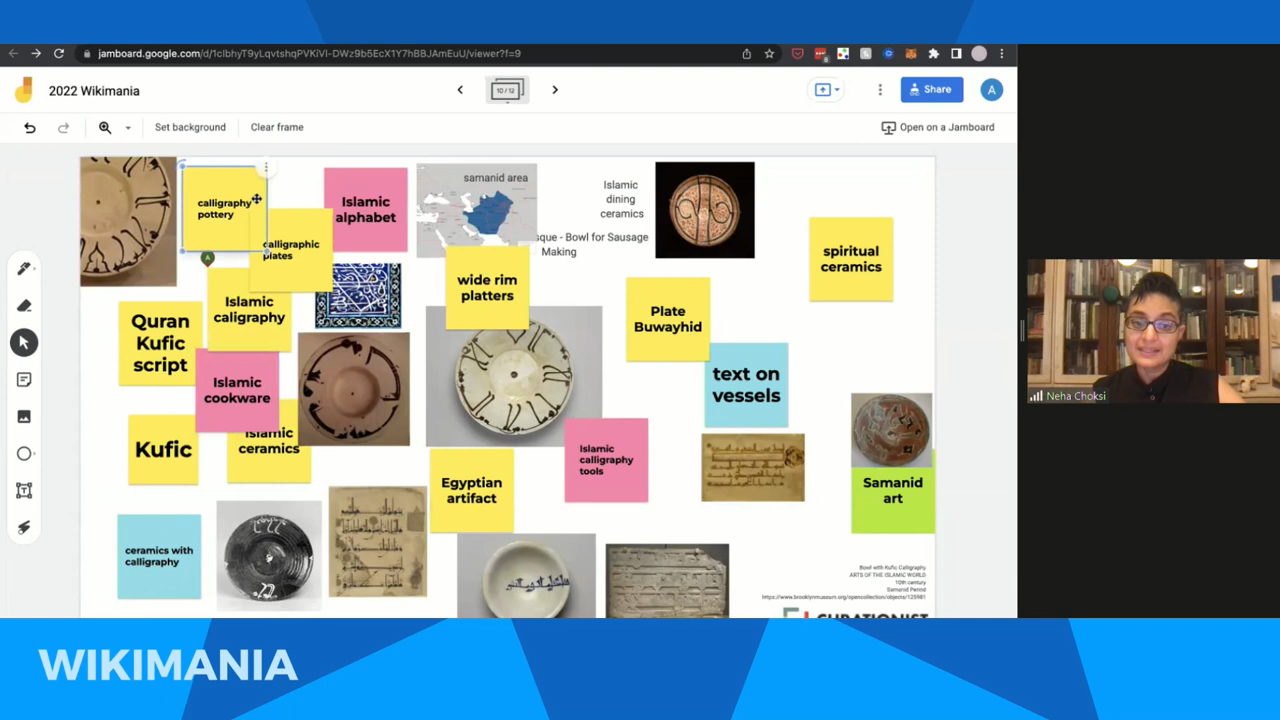 jamboard.google.com/d/1clbhyT9yLqvtshqPVKiVI-DWz9b5EcX1Y7hBBJAmEuU/viewer?f=9
2022 Wikimania
10 / 12
Share
A
Set background
Clear frame
Open on a Jamboard
calligraphy
pottery
calligraphic
plates
Islamic
alphabet
samanid area
Islamic
dining
ceramics
sque - Bowl for Sausage
Making
spiritual
ceramics
wide rim
platters
Islamic
caligraphy
Plate
Buwayhid
Quran
Kufic
script
Islamic
cookware
text on
vessels
Kufic
Islamic
ceramics
Islamic
calligraphy
tools
Egyptian
artifact
Samanid
art
ceramics with
calligraphy
Bowl with Kufic Calligraphy
ARTS OF THE ISLAMIC WORLD
10th century
Samanid Period
https://www.brooklynmuseum.org/opencollection/objects/125981
CURATIONIST
Neha Choksi
WIKIMANIA